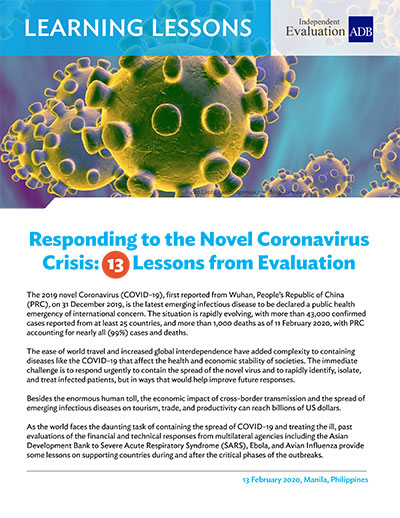 LEARNING LESSONS
Independent
Evaluation ADB
Responding to the Novel Coronavirus
Crisis: 13 Lessons from Evaluation
The 2019 novel Coronavirus (COVID-19), first reported from Wuhan, People's Republic of China
(PRC), on 31 December 2019, is the latest emerging infectious disease to be declared a public health
emergency of international concern. The situation is rapidly evolving, with more than 43,000 confirmed
cases reported from at least 25 countries, and more than 1,000 deaths as of 11 February 2020, with PRC
accounting for nearly all (99%) cases and deaths.
The ease of world travel and increased global interdependence have added complexity to containing
diseases like the COVID-19 that affect the health and economic stability of societies. The immediate
challenge is to respond urgently to contain the spread of the novel virus and to rapidly identify, isolate,
and treat infected patients, but in ways that would help improve future responses.
Besides the enormous human toll, the economic impact of cross-border transmission and the spread of
emerging infectious diseases on tourism, trade, and productivity can reach billions of US dollars.
As the world faces the daunting task of containing the spread of COVID-19 and treating the ill, past
evaluations of the financial and technical responses from multilateral agencies including the Asian
Development Bank to Severe Acute Respiratory Syndrome (SARS), Ebola, and Avian Influenza provide
some lessons on supporting countries during and after the critical phases of the outbreaks.
13 February 2020, Manila, Philippines